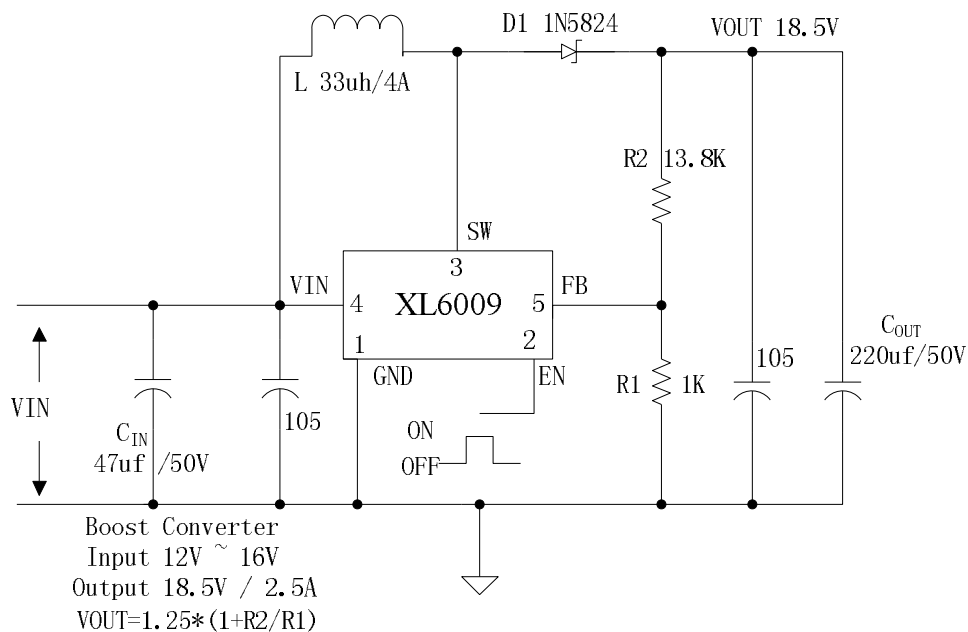 D1 1N5824
VOUT 18.5V
L 33uh/4A
R2 13.8K
SW
3
VIN
4
XL6009
5
FB
1
2
GND
EN
R1 1K
105
COUT
220uf/50V
VIN
CIN
47uf/50V
105
ON
OFF
Boost Converter
Input 12V ~ 16V
Output 18.5V / 2.5A
VOUT=1.25*(1+R2/R1)